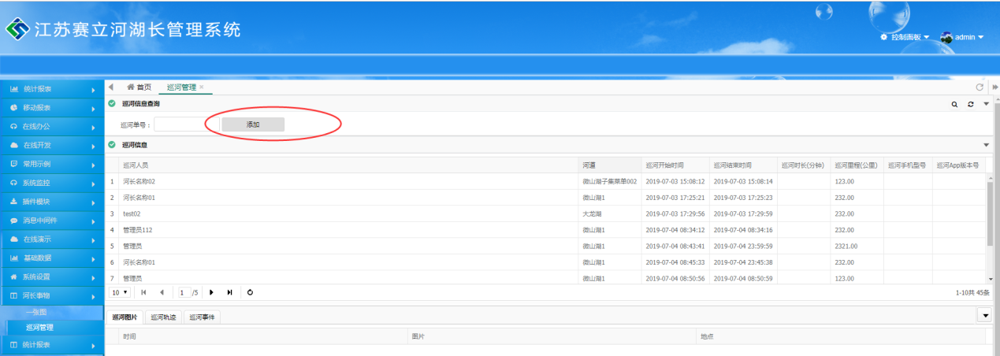 江苏赛立河湖长管理系统
控制面板 admin
统计报表
移动报表
在线办公
在线开发
常用示例
系统监控
插件模块
消息中间件
在线演示
基础数据
系统设置
河长事物
一张图
巡河管理
统计报表
首页 巡河管理 ×
巡河信息查询
巡河单号： 添加
巡河信息
巡河人员 河道 巡河开始时间 巡河结束时间 巡河时长(分钟) 巡河里程(公里) 巡河手机型号 巡河App版本号
1 河长名称02 微山湖子集菜单002 2019-07-03 15:08:12 2019-07-03 15:08:14 123.00
2 河长名称01 微山湖1 2019-07-03 17:25:21 2019-07-03 17:25:23 232.00
3 test02 大龙湖 2019-07-03 17:29:56 2019-07-03 17:29:59 232.00
4 管理员112 微山湖1 2019-07-04 08:34:12 2019-07-04 08:34:16 232.00
5 管理员 微山湖1 2019-07-04 08:43:41 2019-07-04 23:59:59 2321.00
6 河长名称01 微山湖1 2019-07-04 08:45:33 2019-07-04 23:45:38 232.00
7 管理员 微山湖1 2019-07-04 08:50:56 2019-07-04 08:50:59 123.00
10 1 /5 1-10共 45条
巡河图片 巡河轨迹 巡河事件
时间 图片 地点